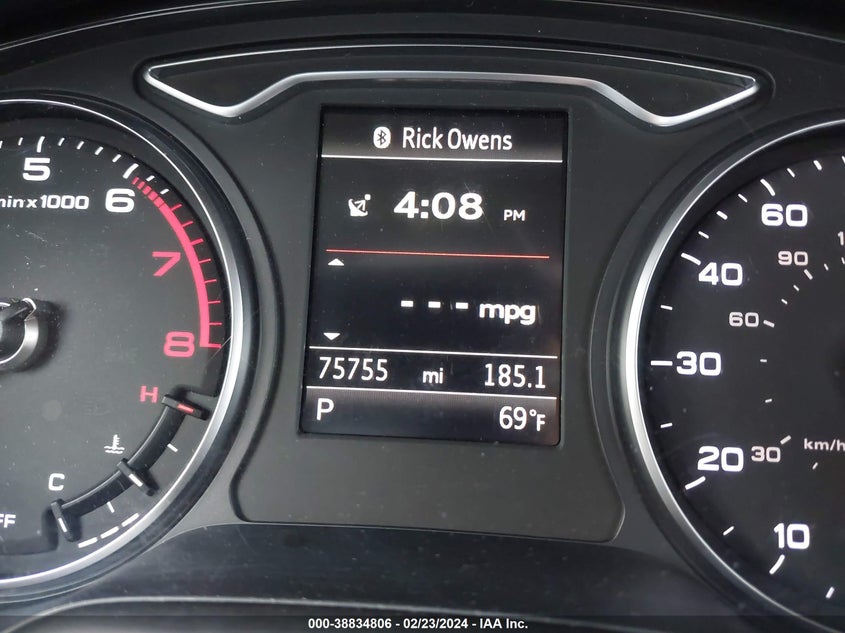 Rick Owens
4:08 PM
--- mpg
75755 mi 185.1
P 69°F
5
6
7
8
min x 1000
H
C
FF
60
40
30
20
10
90
60
30
km/h
000-38834806 / 02/23/2024 - IAA Inc.